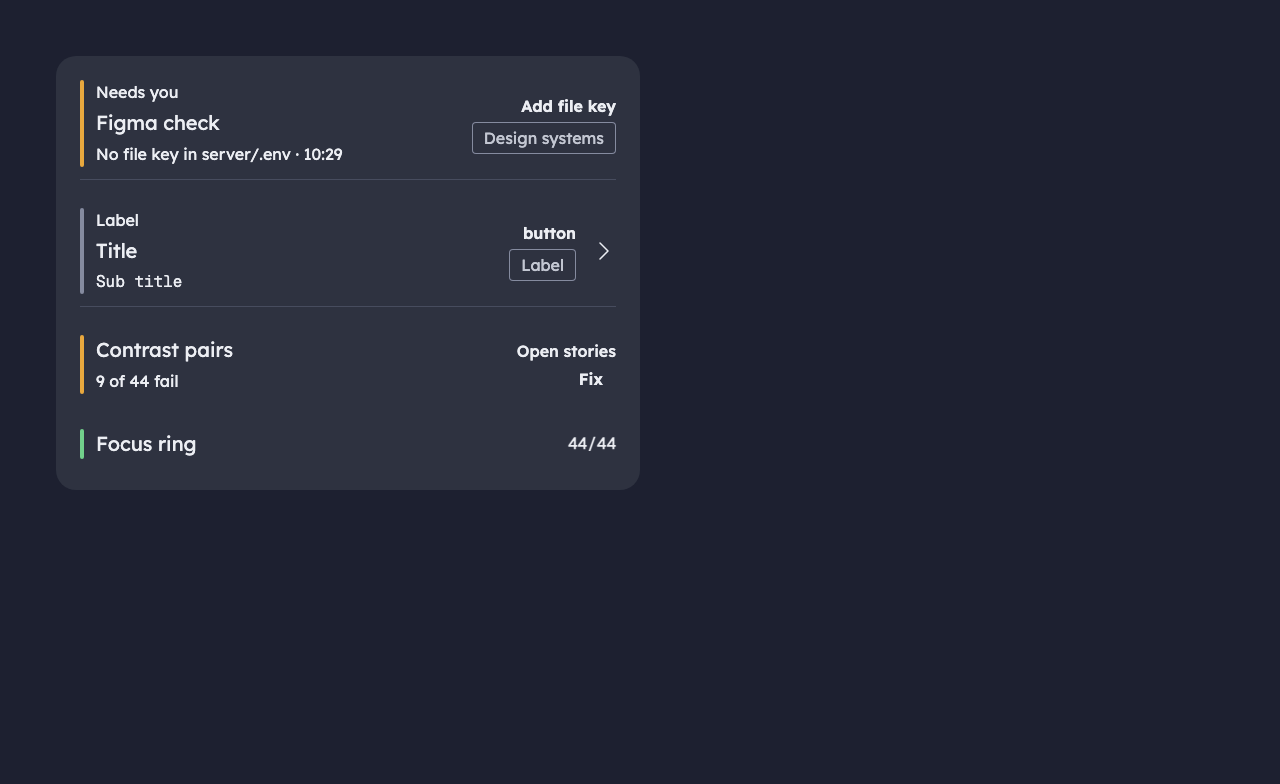 Needs you
Figma check
No file key in server/.env · 10:29
Add file key
Design systems
Label
Title
Sub title
button
Label
Contrast pairs
9 of 44 fail
Open stories
Fix
Focus ring
44/44